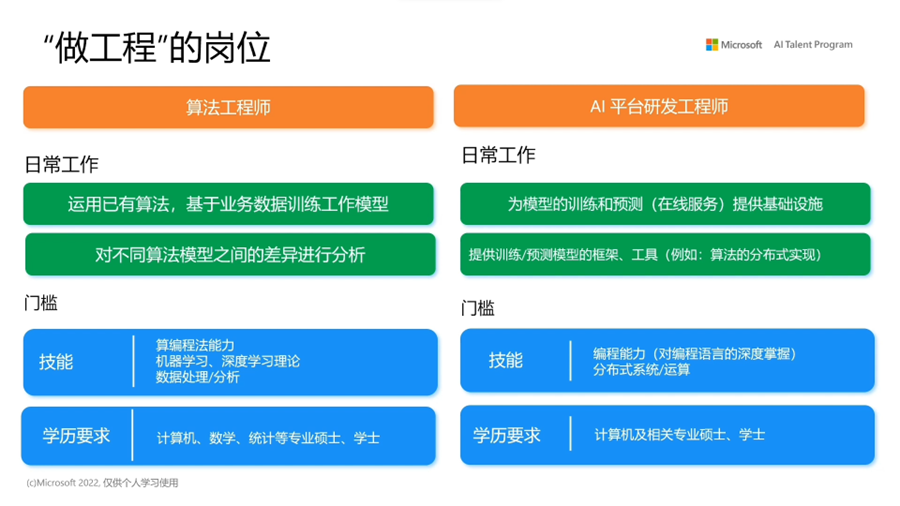 “做工程”的岗位
Microsoft AI Talent Program
算法工程师
日常工作
运用已有算法，基于业务数据训练工作模型
对不同算法模型之间的差异进行分析
门槛
技能
算编程法能力
机器学习、深度学习理论
数据处理/分析
学历要求
计算机、数学、统计等专业硕士、学士
AI 平台研发工程师
日常工作
为模型的训练和预测（在线服务）提供基础设施
提供训练/预测模型的框架、工具（例如：算法的分布式实现）
门槛
技能
编程能力（对编程语言的深度掌握）
分布式系统/运算
学历要求
计算机及相关专业硕士、学士
(c)Microsoft 2022, 仅供个人学习使用